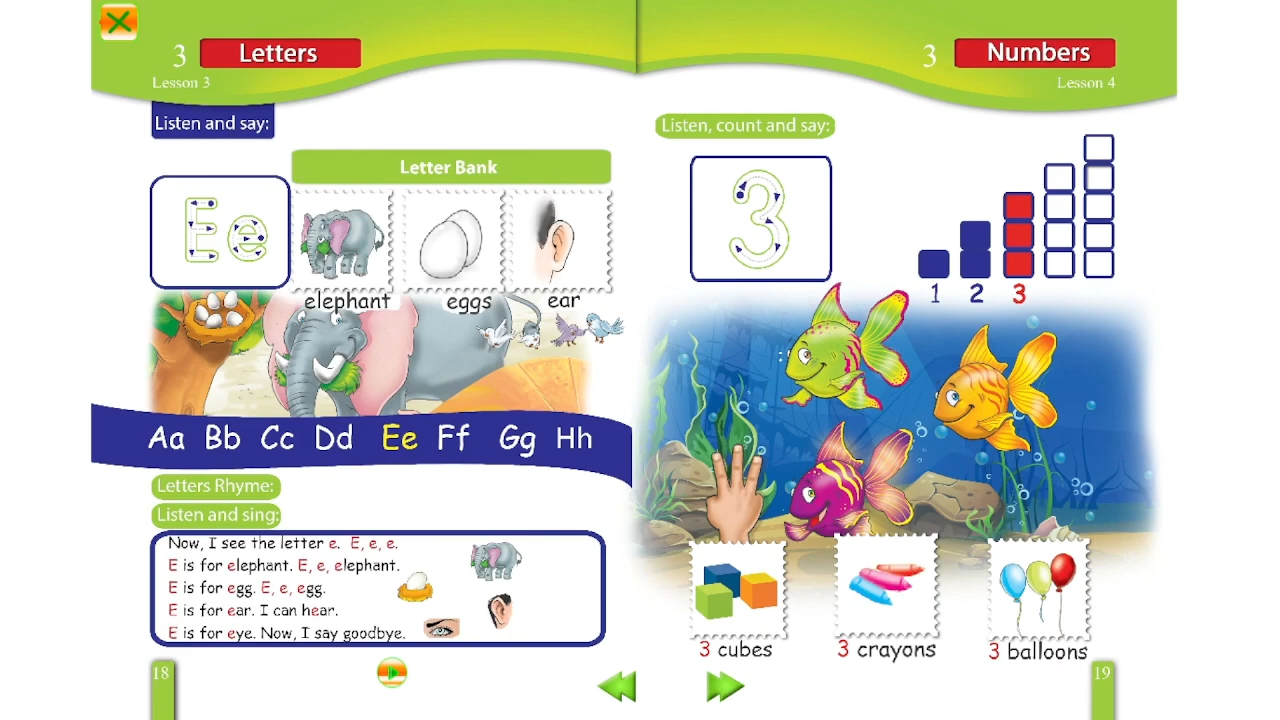 3 Letters
Lesson 3
Listen and say:
Letter Bank
Ee
elephant eggs ear
Aa Bb Cc Dd Ee Ff Gg Hh
Letters Rhyme:
Listen and sing:
Now, I see the letter e. E, e, e.
E is for elephant. E, e, elephant.
E is for egg. E, e, egg.
E is for ear. I can hear.
E is for eye. Now, I say goodbye.
18
3 Numbers
Lesson 4
Listen, count and say:
3
1 2 3
3 cubes 3 crayons 3 balloons
19